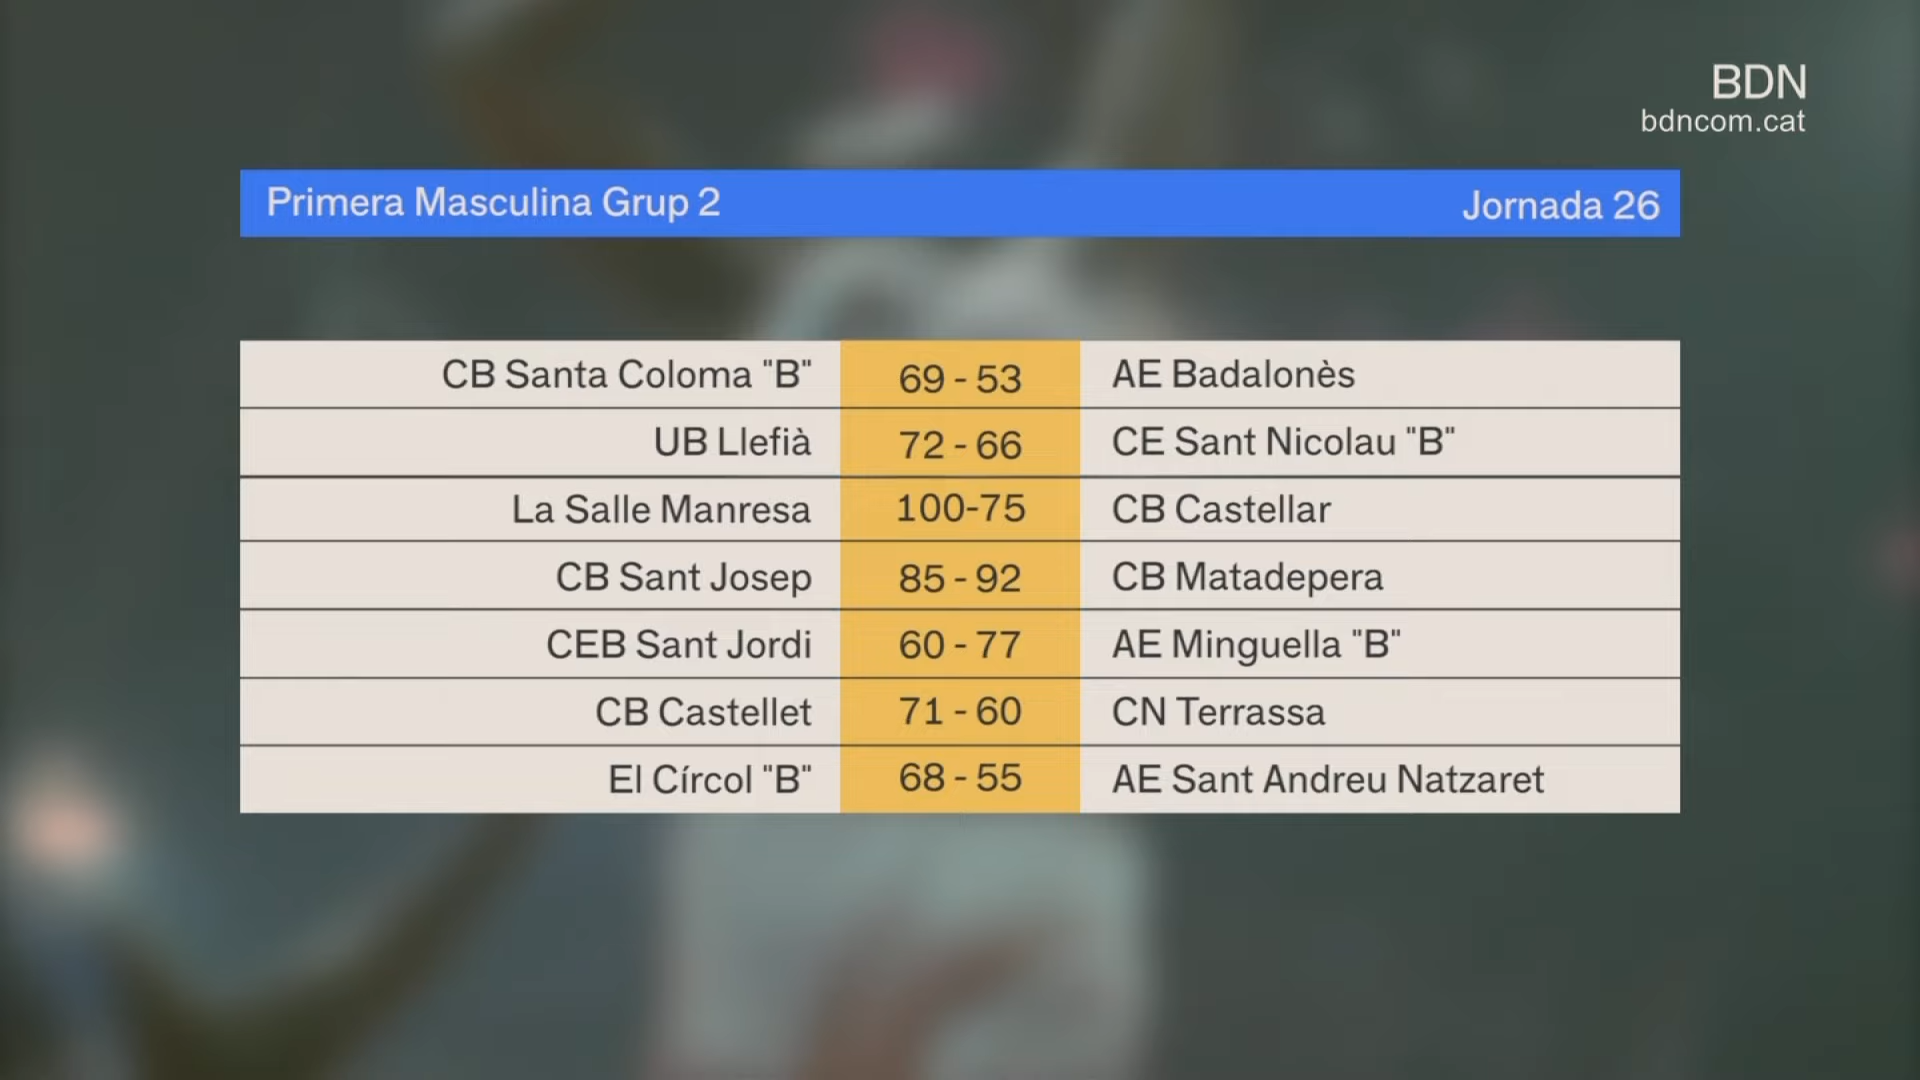 BDN
bdncom.cat
Primera Masculina Grup 2 Jornada 26
CB Santa Coloma "B" 69 - 53 AE Badalonès
UB Llefià 72 - 66 CE Sant Nicolau "B"
La Salle Manresa 100-75 CB Castellar
CB Sant Josep 85 - 92 CB Matadepera
CEB Sant Jordi 60 - 77 AE Minguella "B"
CB Castellet 71 - 60 CN Terrassa
El Círcol "B" 68 - 55 AE Sant Andreu Natzaret